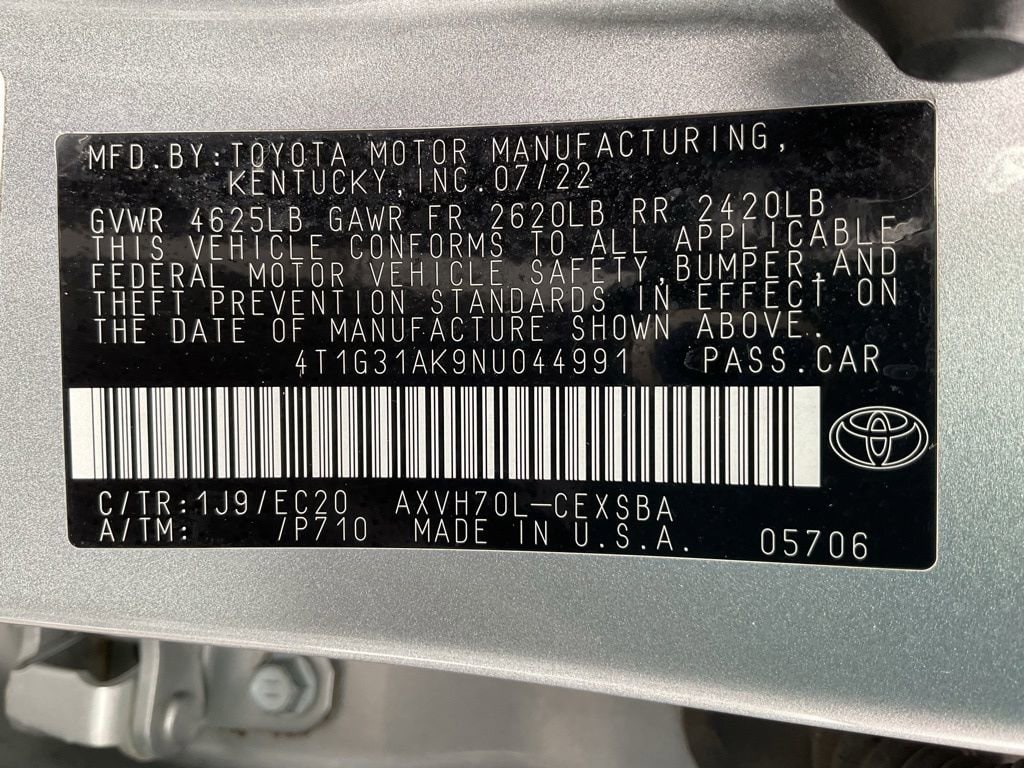 MFD.BY:TOYOTA MOTOR MANUFACTURING,
KENTUCKY,INC.07/22
GVWR 4625LB GAWR FR 2620LB RR 2420LB
THIS VEHICLE CONFORMS TO ALL APPLICABLE
FEDERAL MOTOR VEHICLE SAFETY,BUMPER,AND
THEFT PREVENTION STANDARDS IN EFFECT ON
THE DATE OF MANUFACTURE SHOWN ABOVE.
4T1G31AK9NU044991 PASS.CAR
C/TR:1J9/EC20 AXVH70L-CEXSBA
A/TM: /P710 MADE IN U.S.A. 05706